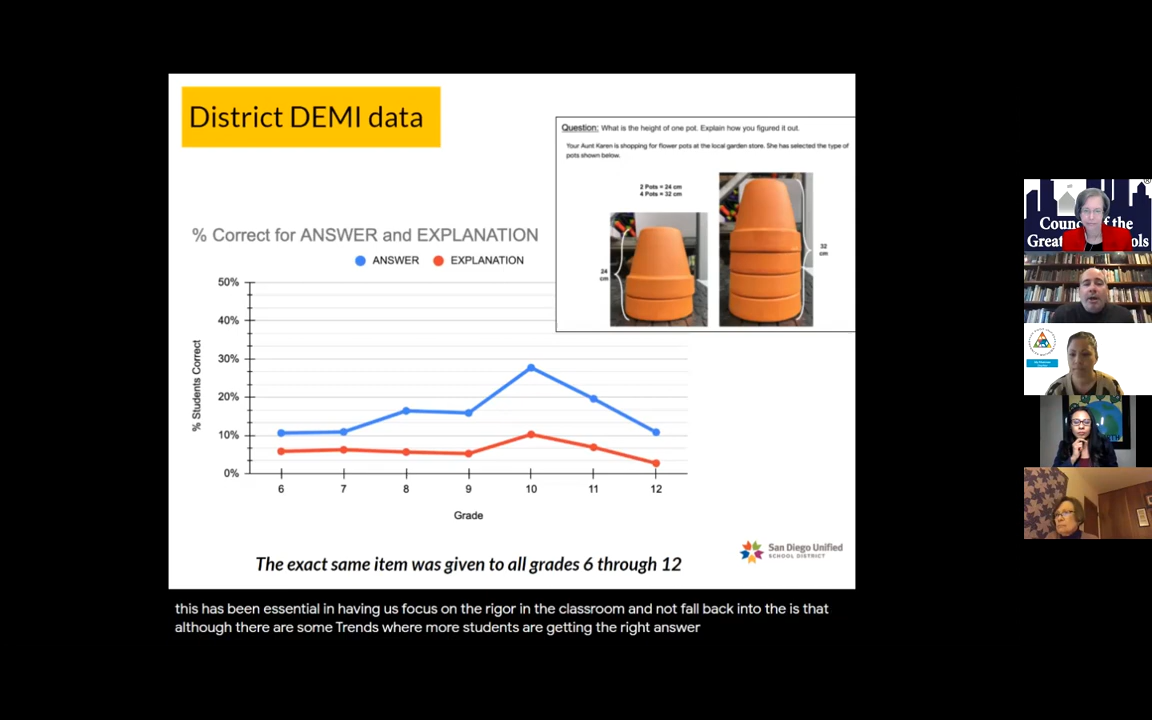 District DEMI data
Question: What is the height of one pot. Explain how you figured it out.
Your Aunt Karen is shopping for flower pots at the local garden store. She has selected the type of
pots shown below.
2 Pots = 24 cm
4 Pots = 32 cm
24
cm
32
cm
% Correct for ANSWER and EXPLANATION
ANSWER
EXPLANATION
% Students Correct
50%
40%
30%
20%
10%
0%
6 7 8 9 10 11 12
Grade
The exact same item was given to all grades 6 through 12
San Diego Unified
SCHOOL DISTRICT
this has been essential in having us focus on the rigor in the classroom and not fall back into the is that
although there are some Trends where more students are getting the right answer
Cou of the
Great ols